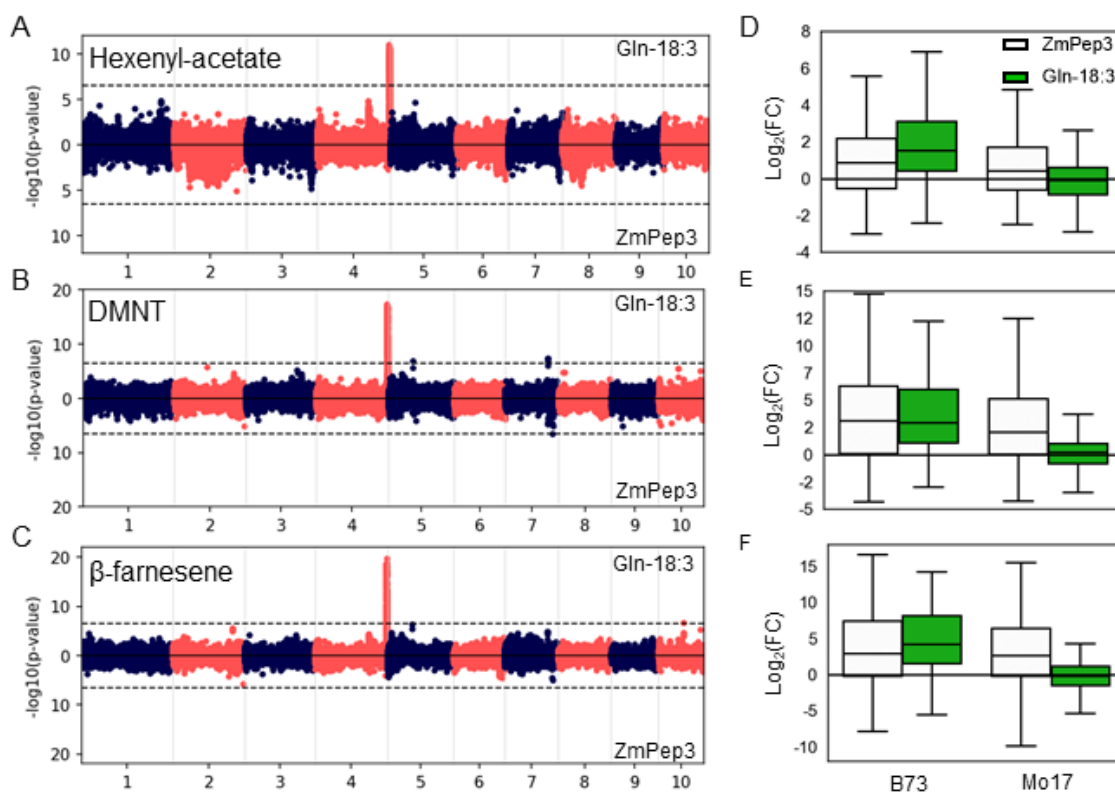 A
Hexenyl-acetate
Gln-18:3
10
5
0
5
10
-log10(p-value)
ZmPep3
1 2 3 4 5 6 7 8 9 10
B
DMNT
Gln-18:3
20
10
0
10
20
-log10(p-value)
ZmPep3
1 2 3 4 5 6 7 8 9 10
C
β-farnesene
Gln-18:3
20
10
0
10
20
-log10(p-value)
ZmPep3
1 2 3 4 5 6 7 8 9 10
D
ZmPep3
Gln-18:3
8
6
4
2
0
-2
4
Log₂(FC)
E
15
12
10
7
5
2
0
-2
-5
Log₂(FC)
F
15
10
5
0
-5
-10
Log₂(FC)
B73 Mo17